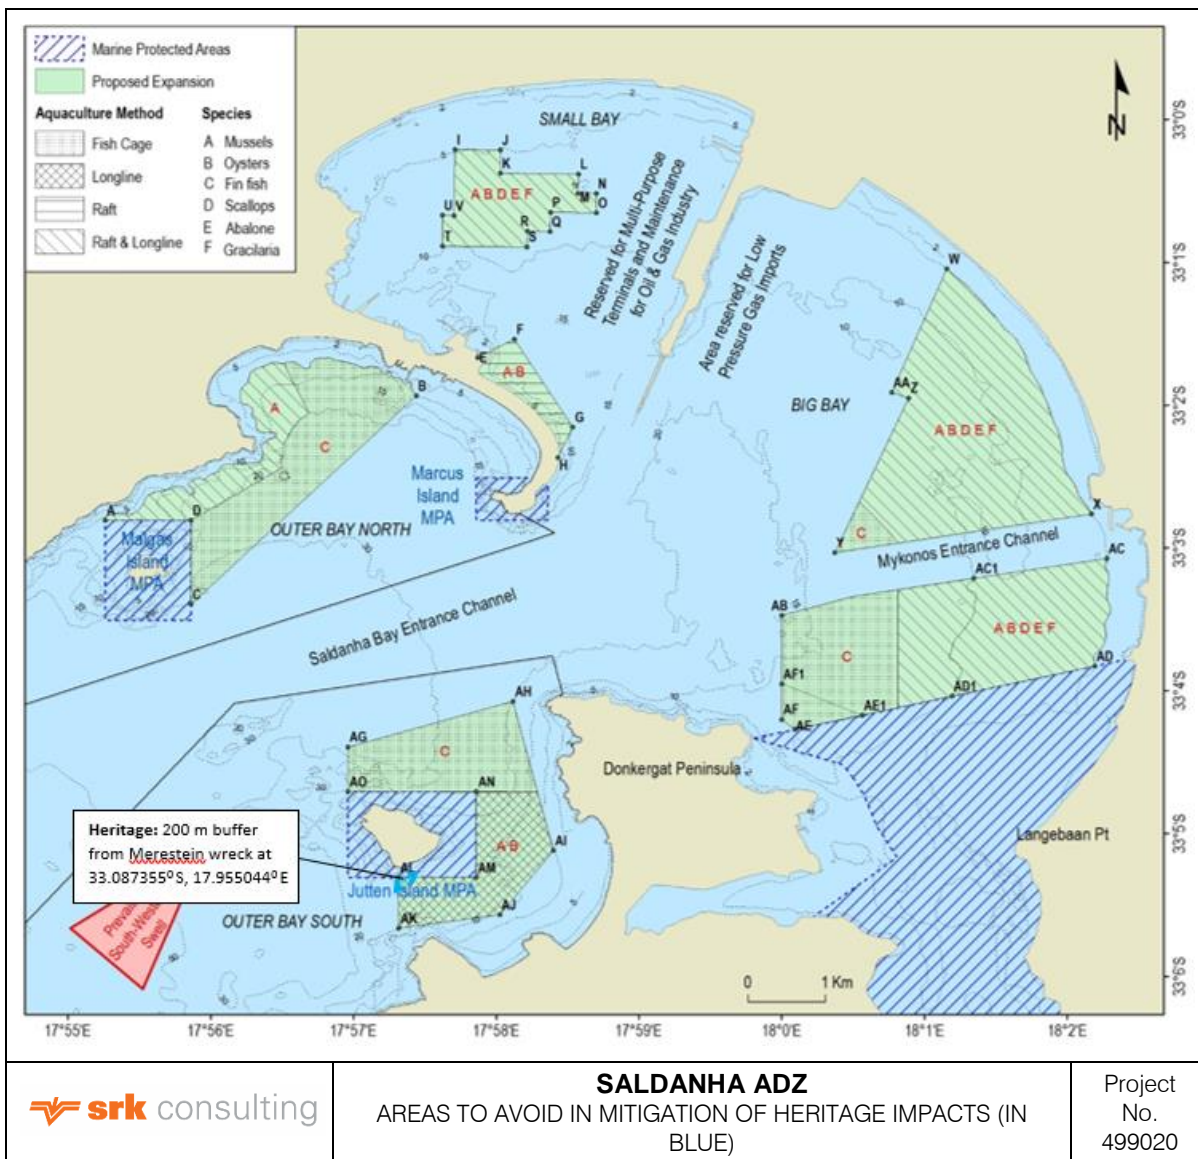 Marine Protected Areas
Proposed Expansion
Aquaculture Method
Species
Fish Cage
Longline
Raft
Raft & Longline
A Mussels
B Oysters
C Fin fish
D Scallops
E Abalone
F Gracilaria
N
SMALL BAY
I
J
K
L
M
N
O
P
Q
R
S
T
U
V
A B D E F
Reserved for Multi-Purpose
Terminals and Maintenance
for Oil & Gas Industry
Area reserved for Low
Pressure Gas Imports
W
AA
Z
BIG BAY
A B D E F
C
Y
X
Mykonos Entrance Channel
E
F
A B
G
H
A
C
B
A
D
C
OUTER BAY NORTH
Malgas
Island
MPA
Marcus
Island
MPA
Saldanha Bay Entrance Channel
AB
AC1
AC
C
A B D E F
AF1
AF
AE
AE1
AD1
AD
AG
AH
C
AO
AN
A B
AI
AL
AM
AK
AJ
Jutten Island MPA
OUTER BAY SOUTH
Donkergat Peninsula
Langebaan Pt
Heritage: 200 m buffer
from Merestein wreck at
33.087355⁰ S, 17.955044⁰ E
South-West
Swell
0 1 Km
33°0'S
33°1'S
33°2'S
33°3'S
33°4'S
33°5'S
33°6'S
17°55'E
17°56'E
17°57'E
17°58'E
17°59'E
18°0'E
18°1'E
18°2'E
srk consulting
SALDANHA ADZ
AREAS TO AVOID IN MITIGATION OF HERITAGE IMPACTS (IN
BLUE)
Project
No.
499020